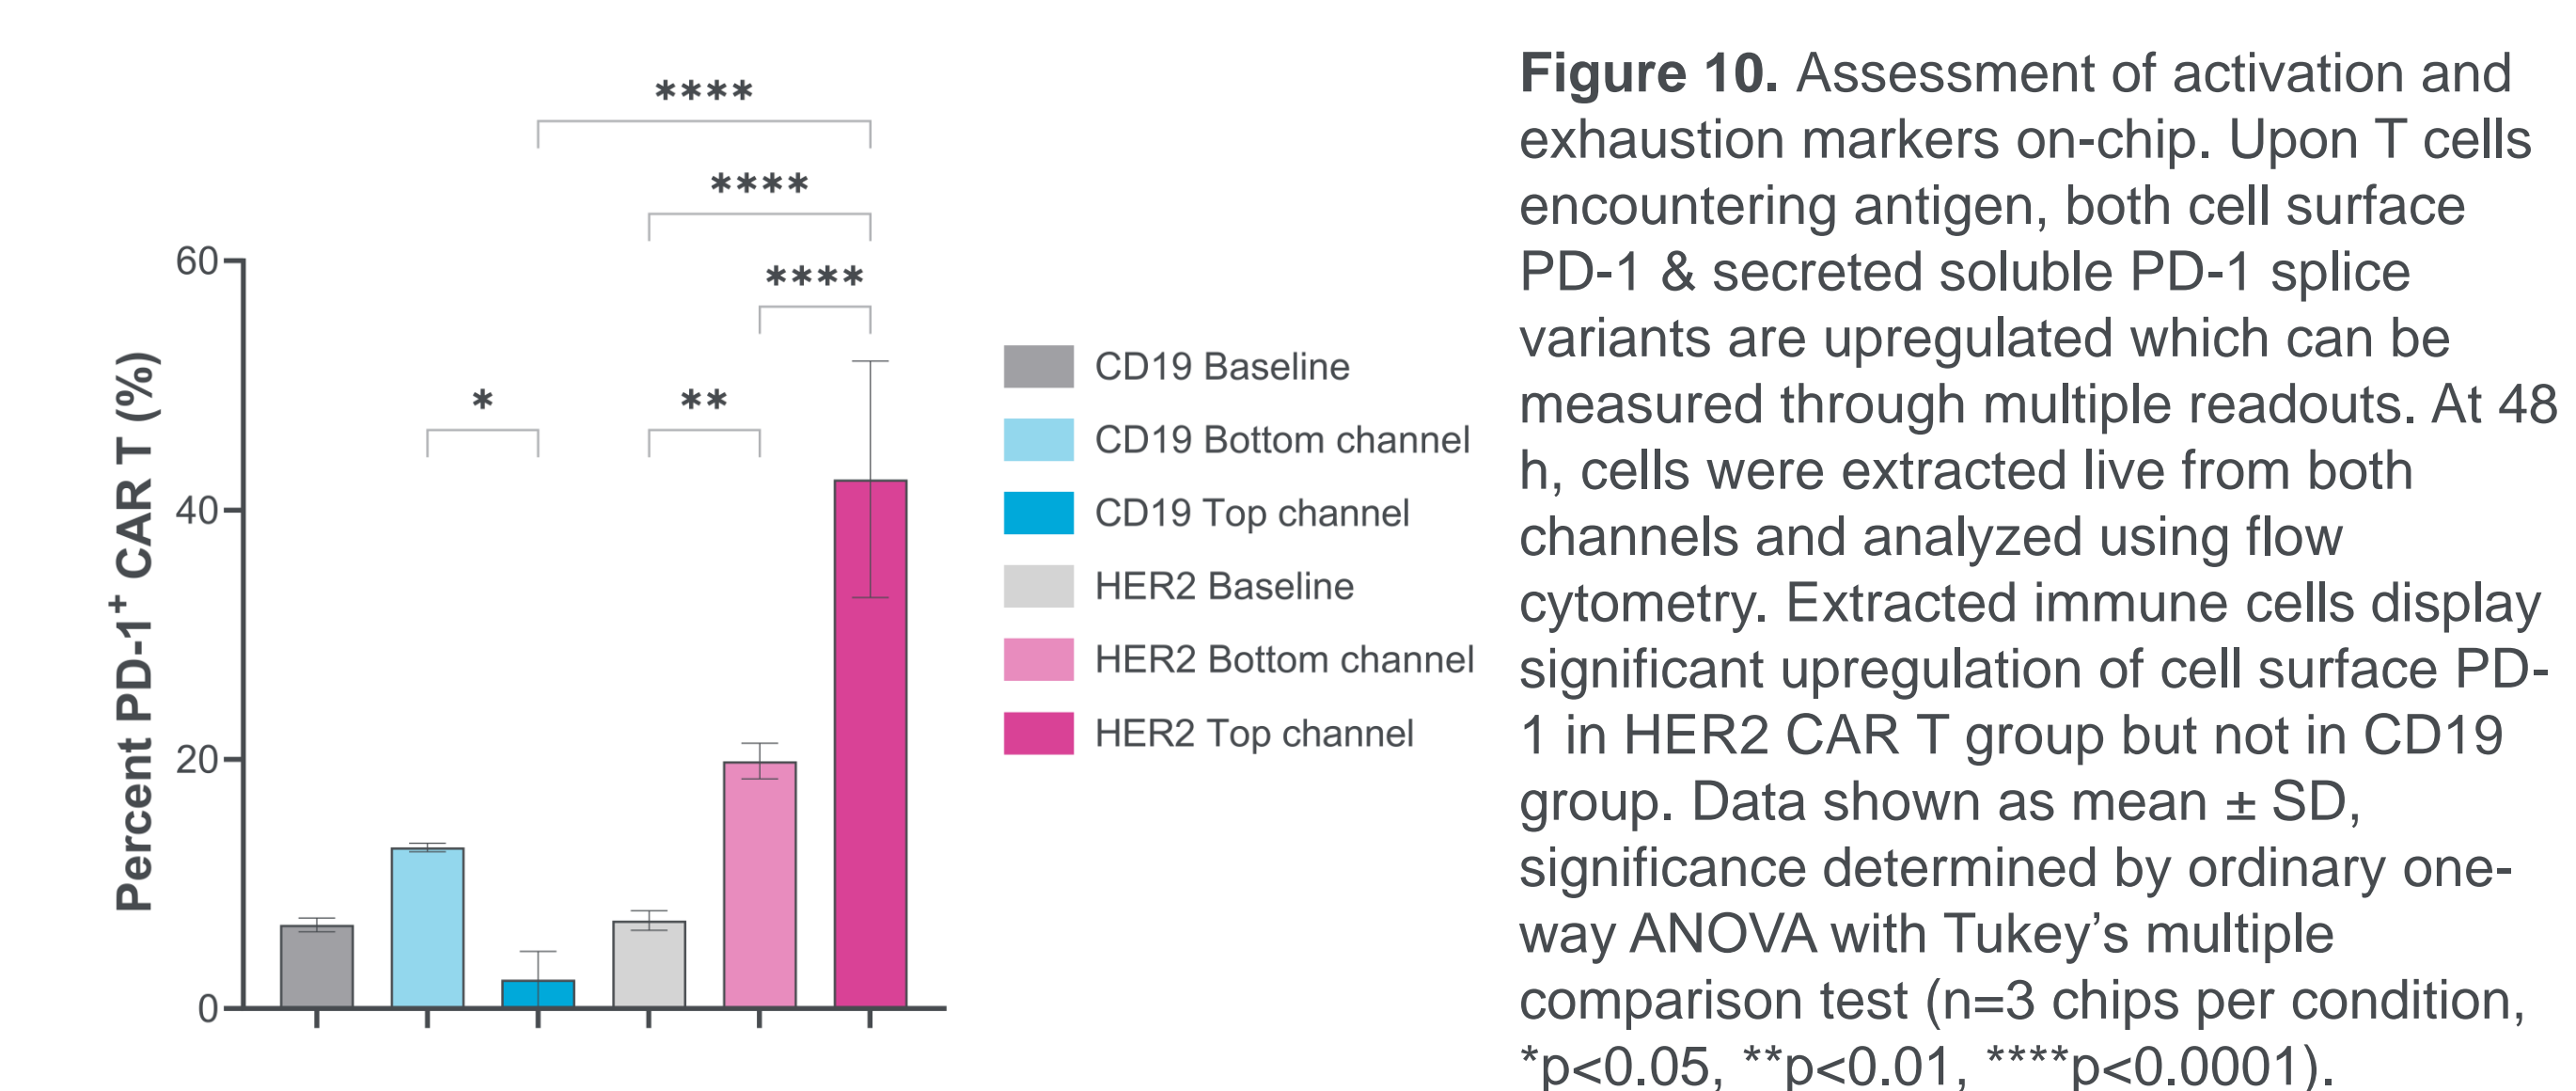 ****
****
****
*
**
60
40
20
0
Percent PD-1⁺ CAR T (%)
CD19 Baseline
CD19 Bottom channel
CD19 Top channel
HER2 Baseline
HER2 Bottom channel
HER2 Top channel
Figure 10. Assessment of activation and
exhaustion markers on-chip. Upon T cells
encountering antigen, both cell surface
PD-1 & secreted soluble PD-1 splice
variants are upregulated which can be
measured through multiple readouts. At 48
h, cells were extracted live from both
channels and analyzed using flow
cytometry. Extracted immune cells display
significant upregulation of cell surface PD-
1 in HER2 CAR T group but not in CD19
group. Data shown as mean ± SD,
significance determined by ordinary one-
way ANOVA with Tukey’s multiple
comparison test (n=3 chips per condition,
*p<0.05, **p<0.01, ****p<0.0001).